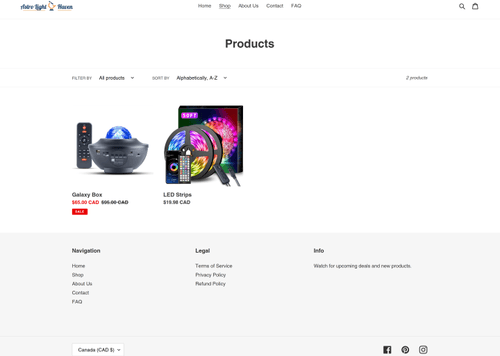 Astro Light Haven
Home Shop About Us Contact FAQ
Products
FILTER BY All products SORT BY Alphabetically, A-Z 2 products
50FT
Galaxy Box
$65.00 CAD $95.00 CAD
SALE
LED Strips
$19.98 CAD
Navigation
Home
Shop
About Us
Contact
FAQ
Legal
Terms of Service
Privacy Policy
Refund Policy
Info
Watch for upcoming deals and new products.
Canada (CAD $)